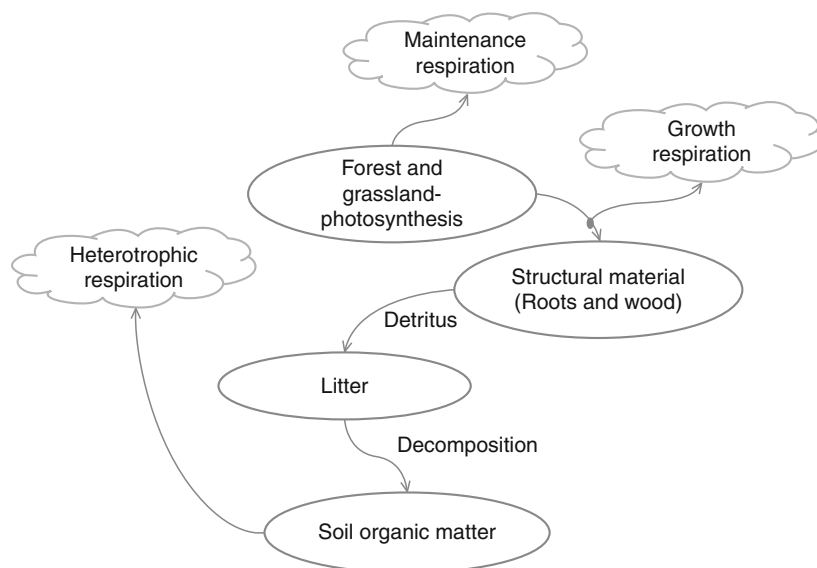 Maintenance
respiration
Growth
respiration
Forest and
grassland-
photosynthesis
Heterotrophic
respiration
Structural material
(Roots and wood)
Detritus
Litter
Decomposition
Soil organic matter